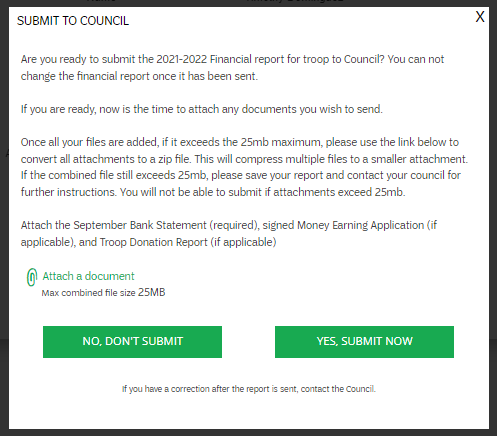 X
SUBMIT TO COUNCIL
Are you ready to submit the 2021-2022 Financial report for troop to Council? You can not
change the financial report once it has been sent.
If you are ready, now is the time to attach any documents you wish to send.
Once all your files are added, if it exceeds the 25mb maximum, please use the link below to
convert all attachments to a zip file. This will compress multiple files to a smaller attachment.
If the combined file still exceeds 25mb, please save your report and contact your council for
further instructions. You will not be able to submit if attachments exceed 25mb.
Attach the September Bank Statement (required), signed Money Earning Application (if
applicable), and Troop Donation Report (if applicable)
Attach a document
Max combined file size 25MB
NO, DON'T SUBMIT
YES, SUBMIT NOW
If you have a correction after the report is sent, contact the Council.